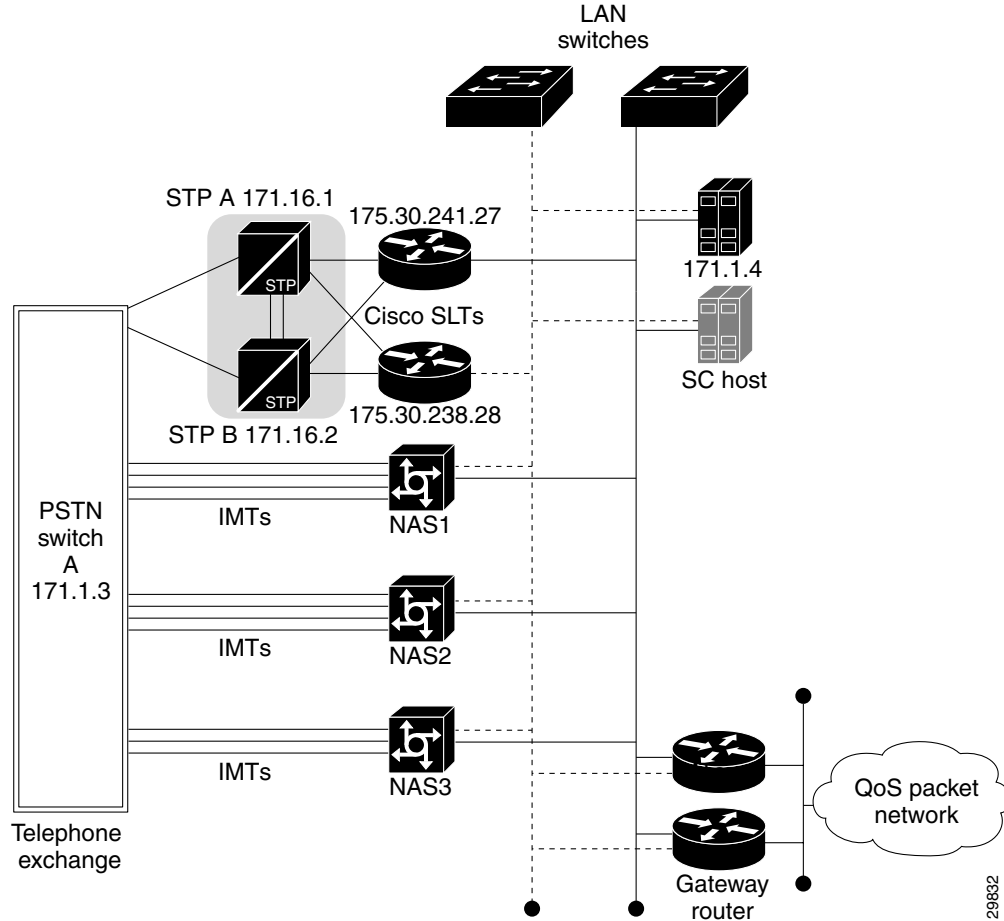 LAN
switches
STP A 171.16.1
175.30.241.27
STP
171.1.4
Cisco SLTs
STP
SC host
STP B 171.16.2
175.30.238.28
PSTN
switch
A
171.1.3
IMTs
NAS1
IMTs
NAS2
IMTs
NAS3
QoS packet
network
Telephone
exchange
Gateway
router
29832